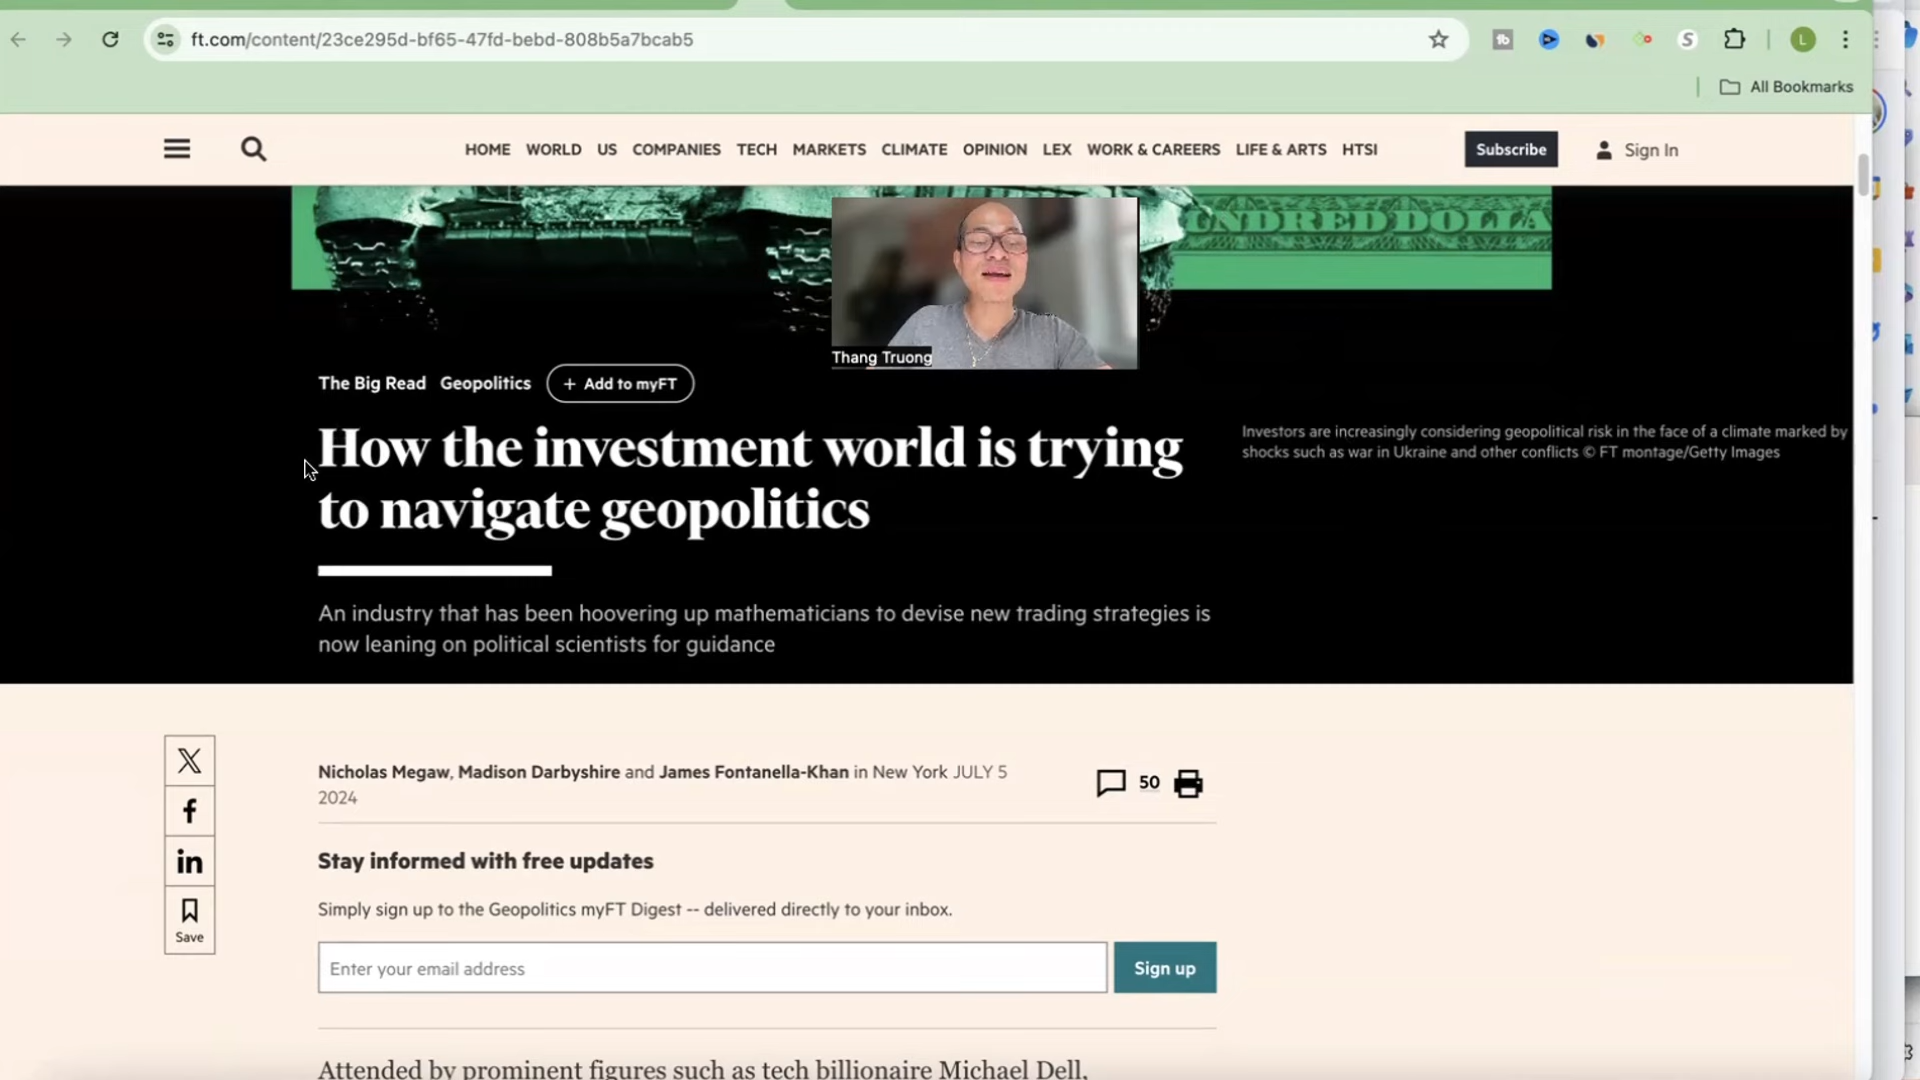 ft.com/content/23ce295d-bf65-47fd-bebd-808b5a7bcab5
All Bookmarks
HOME WORLD US COMPANIES TECH MARKETS CLIMATE OPINION LEX WORK & CAREERS LIFE & ARTS HTSI
Subscribe
Sign In
UNDRED DOLLA
Thang Truong
The Big Read Geopolitics + Add to myFT
How the investment world is trying
to navigate geopolitics
Investors are increasingly considering geopolitical risk in the face of a climate marked by
shocks such as war in Ukraine and other conflicts © FT montage/Getty Images
An industry that has been hoovering up mathematicians to devise new trading strategies is
now leaning on political scientists for guidance
Nicholas Megaw, Madison Darbyshire and James Fontanella-Khan in New York JULY 5
2024
50
Save
Stay informed with free updates
Simply sign up to the Geopolitics myFT Digest -- delivered directly to your inbox.
Enter your email address
Sign up
Attended by prominent figures such as tech billionaire Michael Dell,